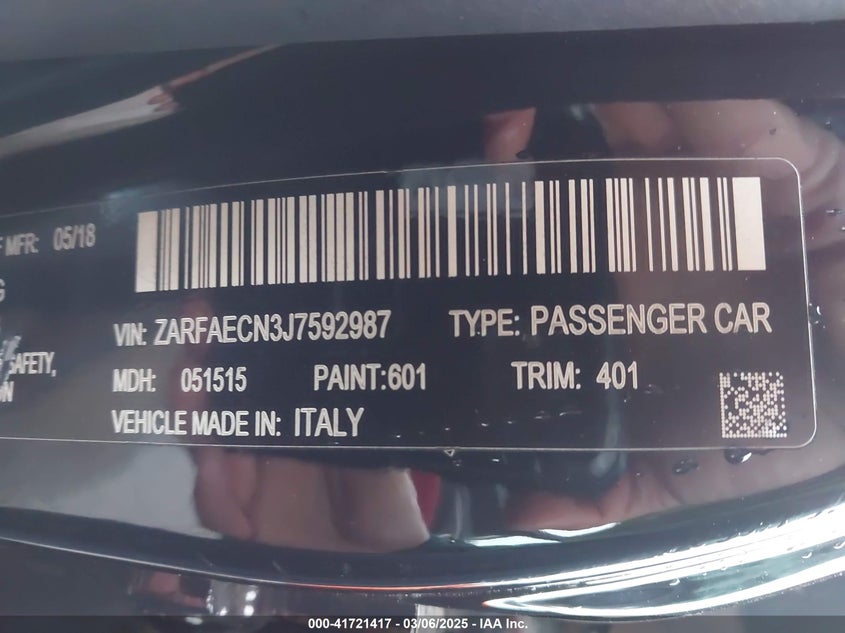 F MFR: 05/18
G
VIN: ZARFAECN3J7592987 TYPE: PASSENGER CAR
SAFETY,
MDH: 051515 PAINT:601 TRIM: 401
ON
VEHICLE MADE IN: ITALY
000-41721417 - 03/06/2025 - IAA Inc.